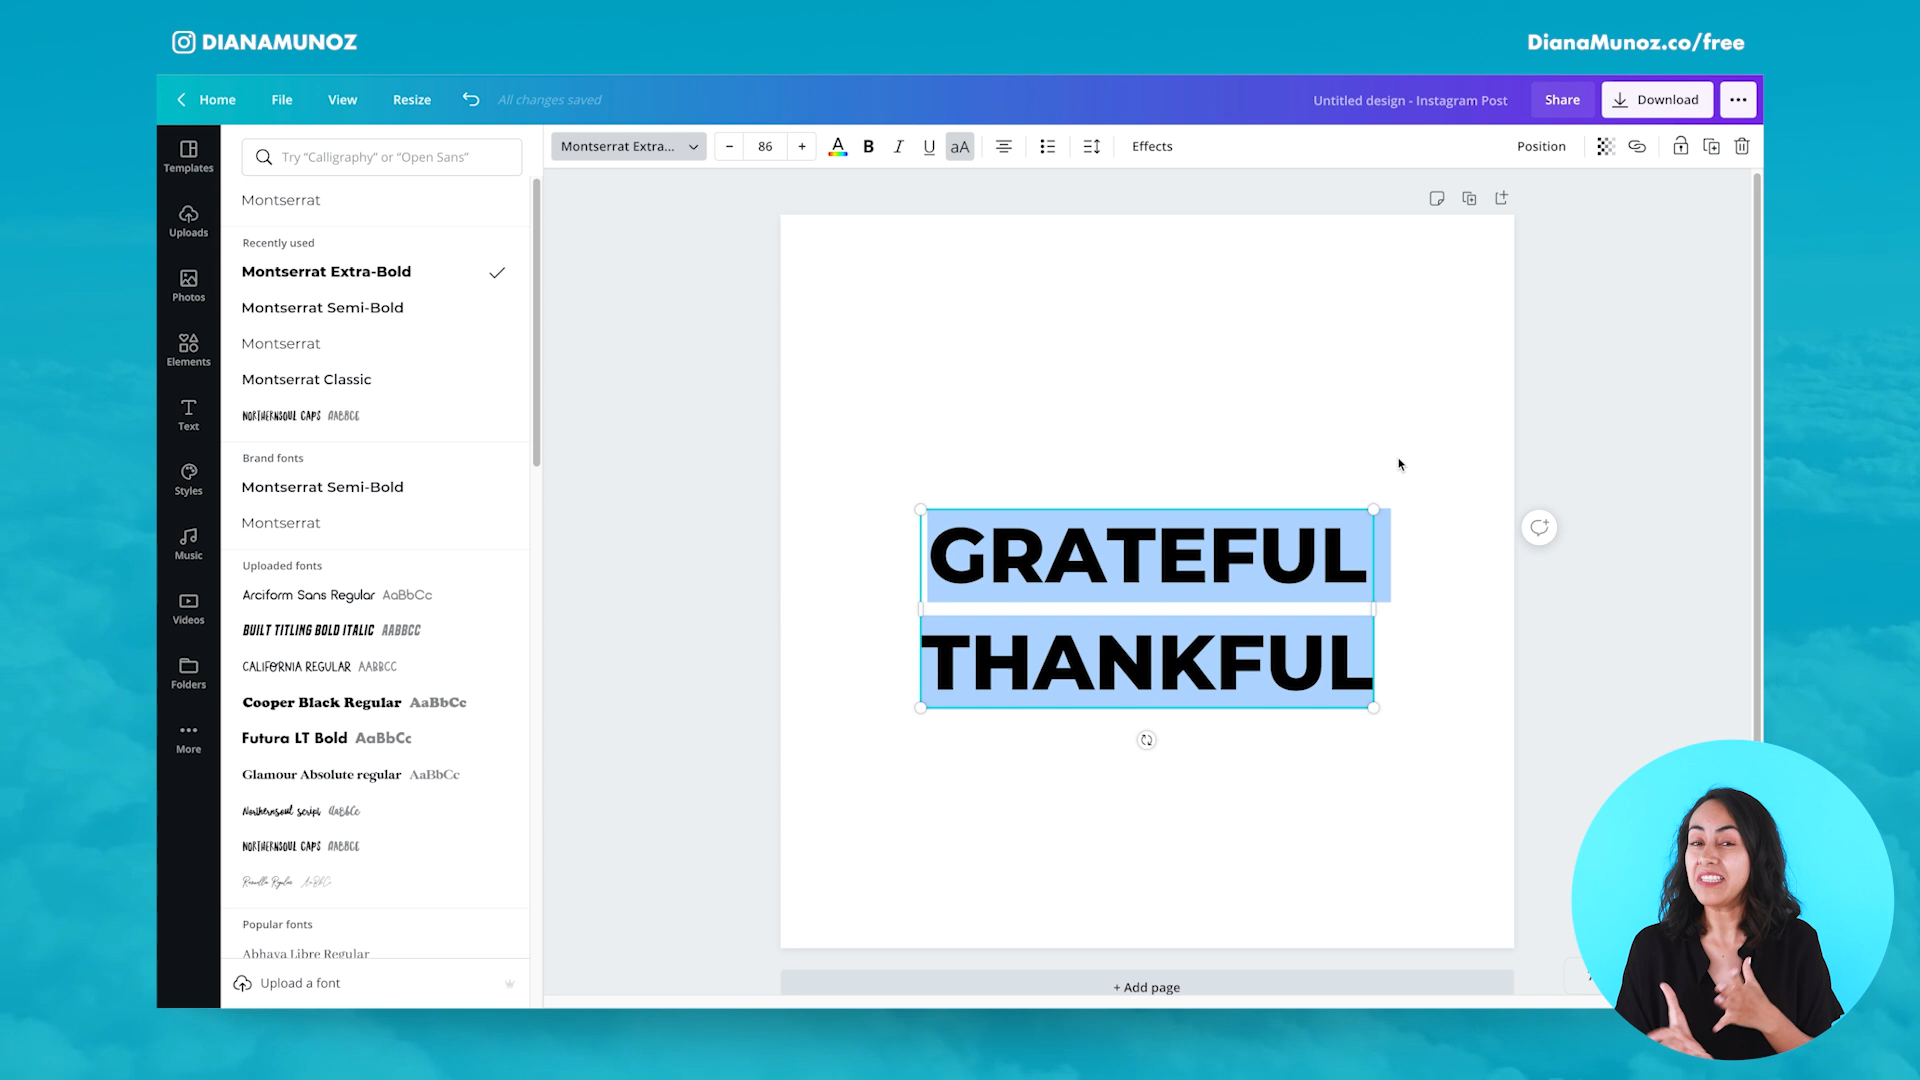 DIANAMUNOZ
DianaMunoz.co/free
Home File View Resize All changes saved Untitled design - Instagram Post Share Download
Montserrat Extra... − 86 + A B I U aA Effects Position
Templates
Uploads
Photos
Elements
Text
Styles
Music
Videos
Folders
More
Try “Calligraphy” or “Open Sans”
Montserrat
Recently used
Montserrat Extra-Bold
Montserrat Semi-Bold
Montserrat
Montserrat Classic
NORTHERNSOUL CAPS AABBCC
Brand fonts
Montserrat Semi-Bold
Montserrat
Uploaded fonts
Arciform Sans Regular AaBbCc
BUILT TITLING BOLD ITALIC AABBCC
CALIFORNIA REGULAR AABBCC
Cooper Black Regular AaBbCc
Futura LT Bold AaBbCc
Glamour Absolute regular AaBbCc
Northernsoul script AaBbCc
NORTHERNSOUL CAPS AABBCC
AaBbCc
Popular fonts
Abhaya Libre Regular
Upload a font
GRATEFUL
THANKFUL
+ Add page